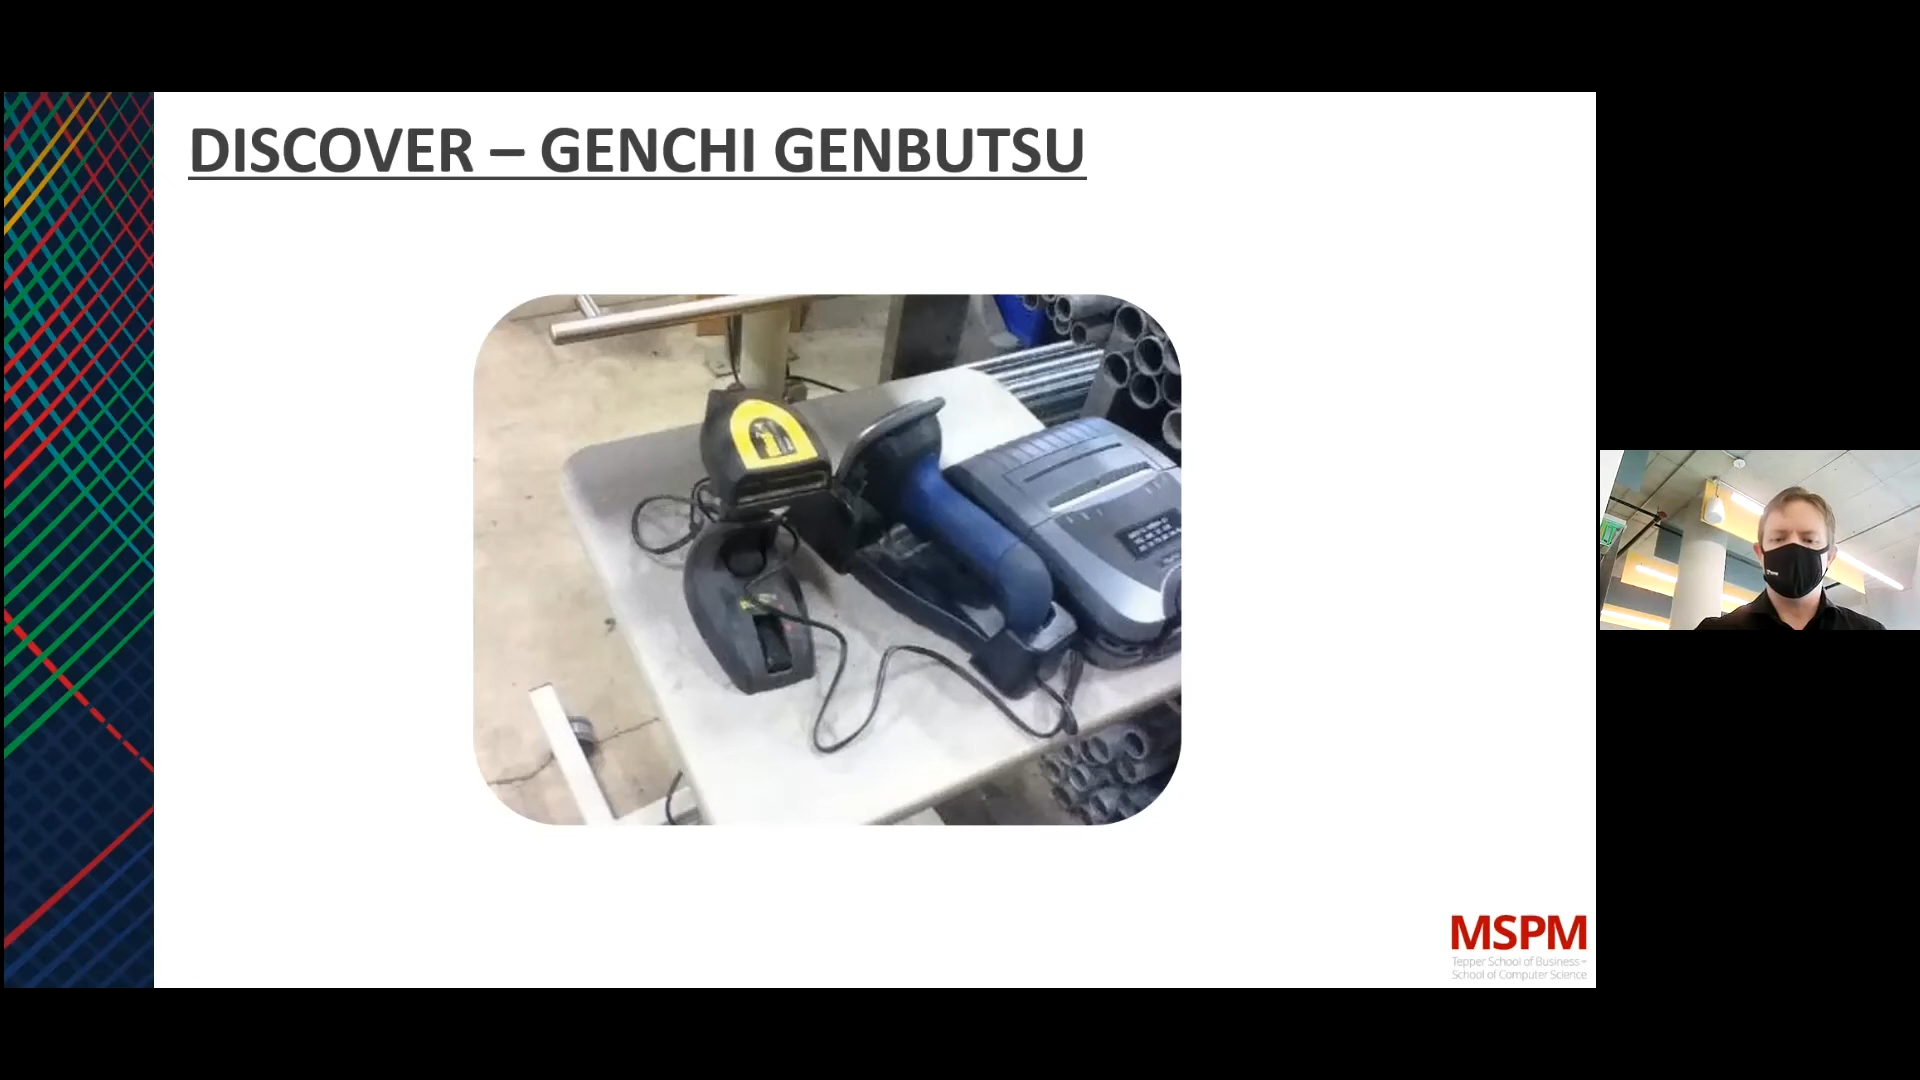 DISCOVER – GENCHI GENBUTSU
MSPM
Tepper School of Business –
School of Computer Science